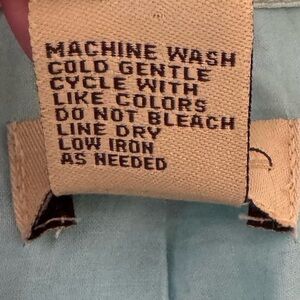 MACHINE WASH
COLD GENTLE
CYCLE WITH
LIKE COLORS
DO NOT BLEACH
LINE DRY
LOW IRON
AS NEEDED